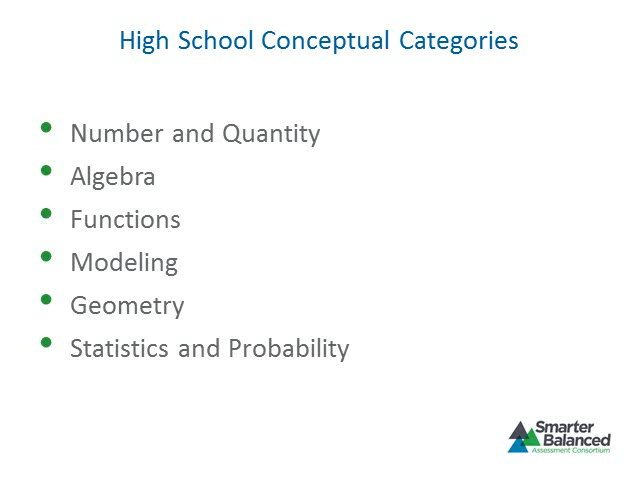 High School Conceptual Categories
• Number and Quantity
• Algebra
• Functions
• Modeling
• Geometry
• Statistics and Probability
Smarter
Balanced
Assessment Consortium